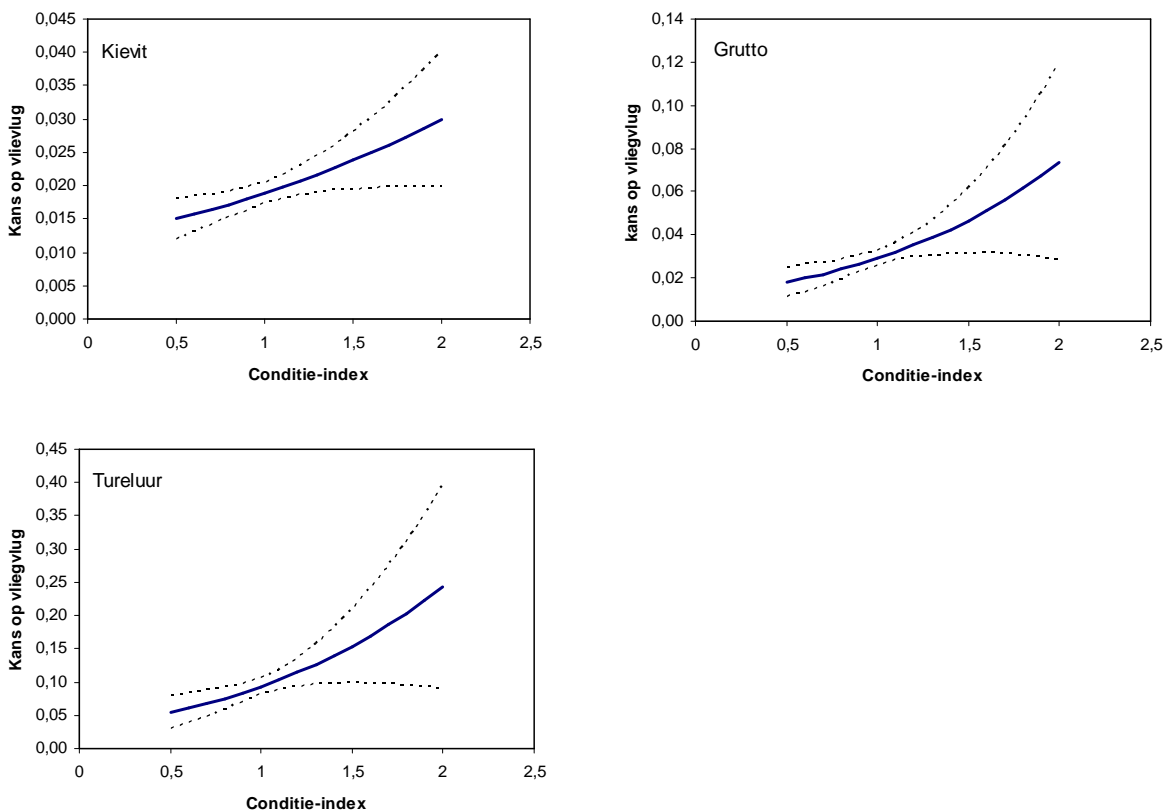 Kievit
Kans op vlievlug
0,045
0,040
0,035
0,030
0,025
0,020
0,015
0,010
0,005
0,000
0 0,5 1 1,5 2 2,5
Conditie-index
Grutto
kans op vliegvlug
0,14
0,12
0,10
0,08
0,06
0,04
0,02
0,00
0 0,5 1 1,5 2 2,5
Conditie-index
Tureluur
Kans op vliegvlug
0,45
0,40
0,35
0,30
0,25
0,20
0,15
0,10
0,05
0,00
0 0,5 1 1,5 2 2,5
Conditie-index